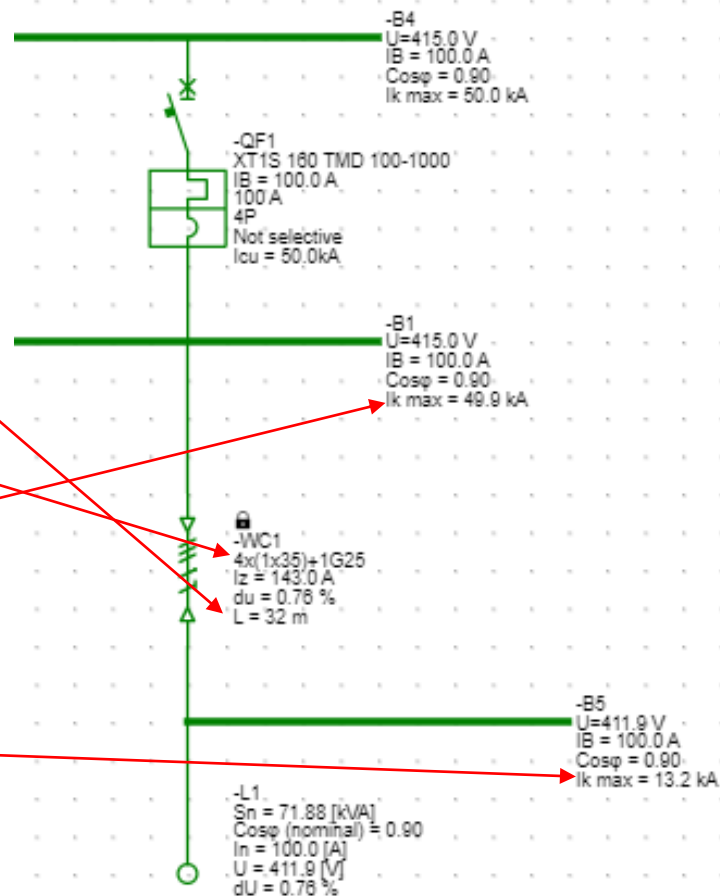 -B4
U=415.0 V
IB = 100.0 A
Cosφ = 0.90
Ik max = 50.0 kA
-QF1
XT1S 160 TMD 100-1000
IB = 100.0 A
100 A
4P
Not selective
Icu = 50.0kA
-B1
U=415.0 V
IB = 100.0 A
Cosφ = 0.90
Ik max = 49.9 kA
-WC1
4x(1x35)+1G25
Iz = 143.0 A
du = 0.76 %
L = 32 m
-B5
U=411.9 V
IB = 100.0 A
Cosφ = 0.90
Ik max = 13.2 kA
-L1
Sn = 71.88 [kVA]
Cosφ (nominal) = 0.90
In = 100.0 [A]
U = 411.9 [V]
dU = 0.76 %